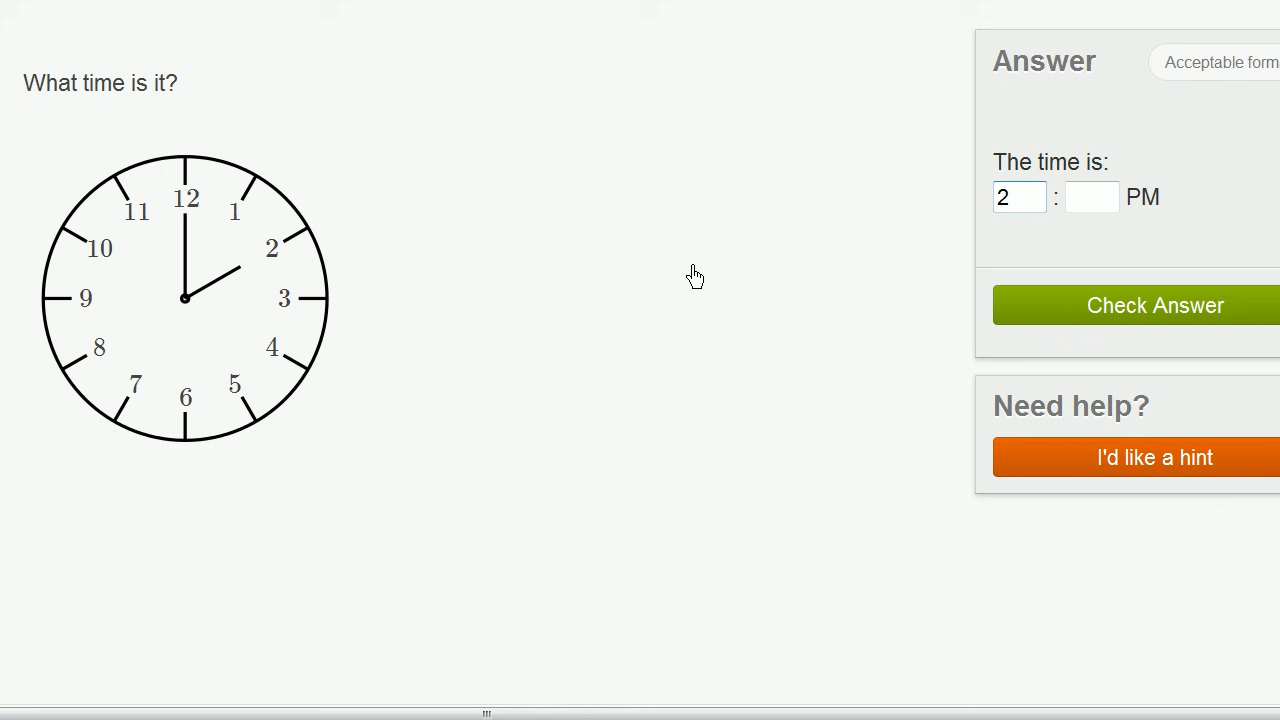 What time is it?
12
11
1
10
2
9
3
8
4
7
5
6
Answer
Acceptable forma
The time is:
2 : PM
Check Answer
Need help?
I'd like a hint